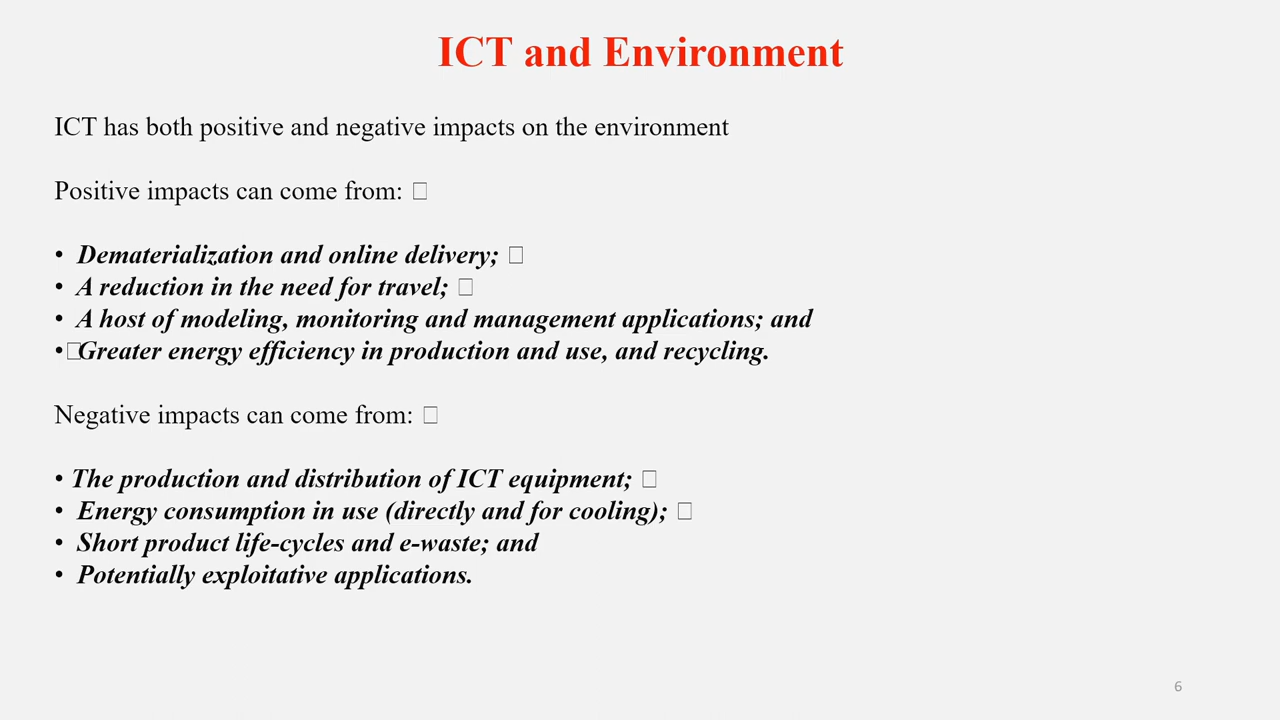 ICT and Environment
ICT has both positive and negative impacts on the environment
Positive impacts can come from: □
• Dematerialization and online delivery; □
• A reduction in the need for travel; □
• A host of modeling, monitoring and management applications; and
•□Greater energy efficiency in production and use, and recycling.
Negative impacts can come from: □
• The production and distribution of ICT equipment; □
• Energy consumption in use (directly and for cooling); □
• Short product life-cycles and e-waste; and
• Potentially exploitative applications.
6